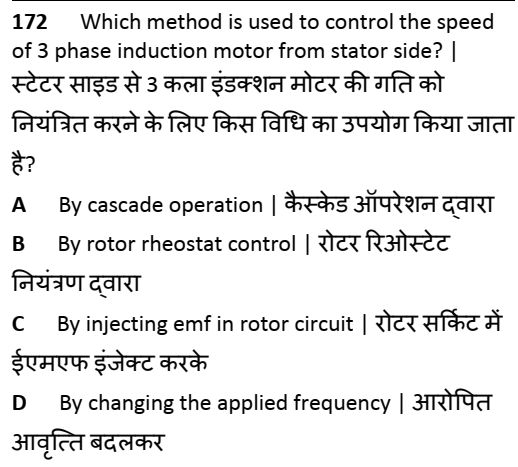 172 Which method is used to control the speed
of 3 phase induction motor from stator side? |
स्टेटर साइड से 3 कला इंडक्शन मोटर की गति को
नियंत्रित करने के लिए किस विधि का उपयोग किया जाता
है?
A By cascade operation | कैस्केड ऑपरेशन द्वारा
B By rotor rheostat control | रोटर रिओस्टेट
नियंत्रण द्वारा
C By injecting emf in rotor circuit | रोटर सर्किट में
ईएमएफ इंजेक्ट करके
D By changing the applied frequency | आरोपित
आवृत्ति बदलकर